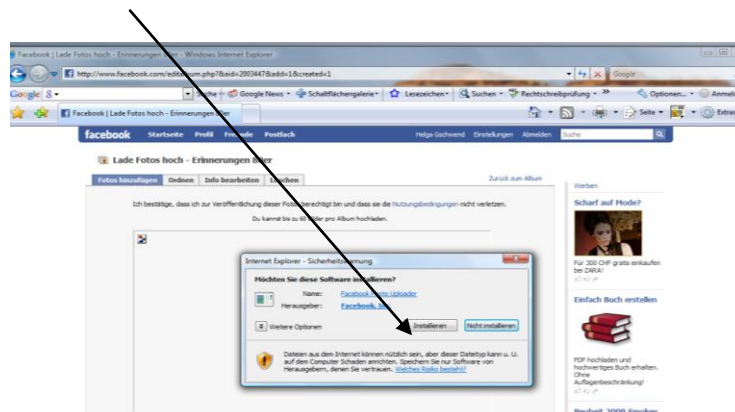 Facebook | Lade Fotos hoch - Erinnerungen 80er - Windows Internet Explorer
http://www.facebook.com/editalbum.php?aid=2003447&add=1&created=1
Google
Google Suche Google News Schaltflächengalerie Lesezeichen Suchen Rechtschreibprüfung » Optionen... Anmel
Facebook | Lade Fotos hoch - Erinnerungen 80er Seite Extras
facebook Startseite Profil Freunde Postfach Helga Gschwend Einstellungen Abmelden Suche
Lade Fotos hoch - Erinnerungen 80er
Fotos hinzufügen Ordnen Info bearbeiten Löschen Zurück zum Album
Ich bestätige, dass ich zur Veröffentlichung dieser Fotos berechtigt bin und dass sie die Nutzungsbedingungen nicht verletzen.
Du kannst bis zu 60 Bilder pro Album hochladen.
Internet Explorer - Sicherheitswarnung
Möchten Sie diese Software installieren?
Name: Facebook Photo Uploader
Herausgeber: Facebook,
Weitere Optionen Installieren Nicht installieren
Dateien aus dem Internet können nützlich sein, aber dieser Dateityp kann u. U.
auf dem Computer Schaden anrichten. Speichern Sie nur Software von
Herausgebern, denen Sie vertrauen. Welches Risiko besteht?
Werben
Scharf auf Mode?
Für 300 CHF gratis einkaufen
bei ZARA!
Einfach Buch erstellen
PDF hochladen und
hochwertiges Buch erhalten.
Ohne
Auflagenbeschränkung!